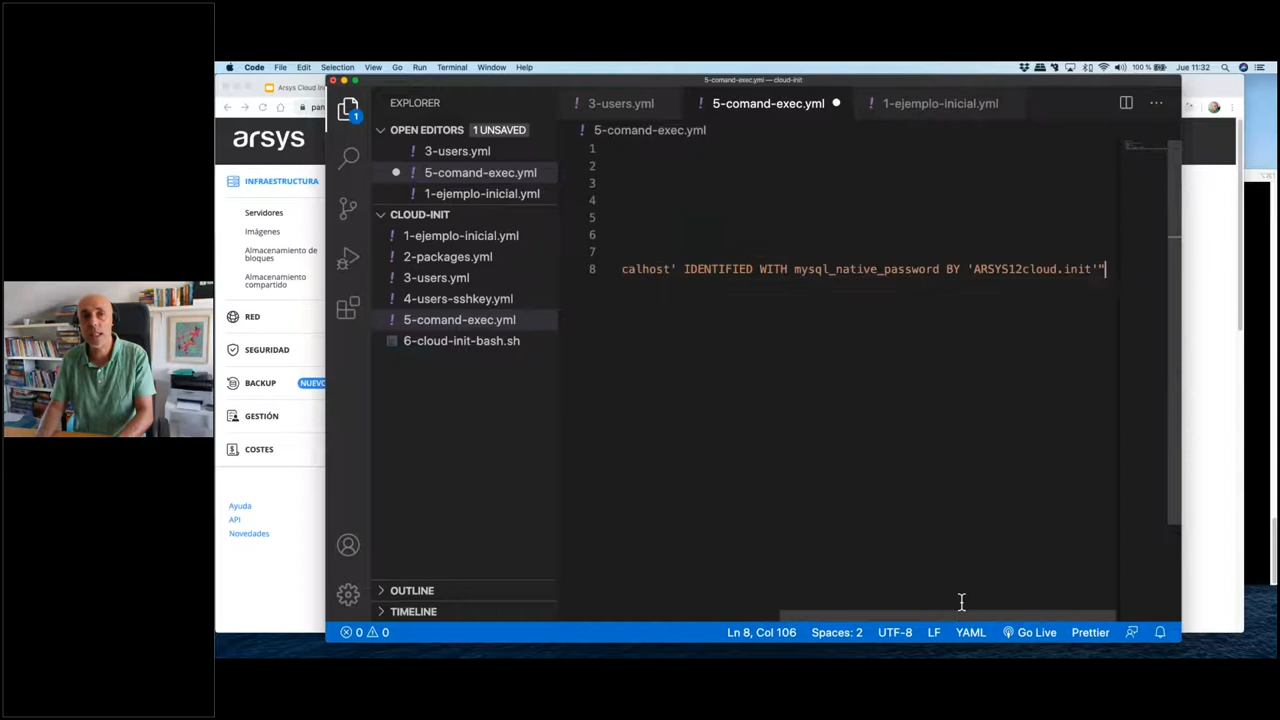 Code File Edit Selection View Go Run Terminal Window Help
100 % Jue 11:32
5-comand-exec.yml — cloud-init
Arsys Cloud In
pan
arsys
INFRAESTRUCTURA
Servidores
Imágenes
Almacenamiento de
bloques
Almacenamiento
compartido
RED
SEGURIDAD
BACKUP NUEVO
GESTIÓN
COSTES
Ayuda
API
Novedades
EXPLORER
OPEN EDITORS 1 UNSAVED
! 3-users.yml
! 5-comand-exec.yml
! 1-ejemplo-inicial.yml
CLOUD-INIT
! 1-ejemplo-inicial.yml
! 2-packages.yml
! 3-users.yml
! 4-users-sshkey.yml
! 5-comand-exec.yml
6-cloud-init-bash.sh
OUTLINE
TIMELINE
1
! 3-users.yml ! 5-comand-exec.yml ! 1-ejemplo-inicial.yml
! 5-comand-exec.yml
1
2
3
4
5
6
7
8 calhost' IDENTIFIED WITH mysql_native_password BY 'ARSYS12cloud.init'"
0 0 Ln 8, Col 106 Spaces: 2 UTF-8 LF YAML Go Live Prettier